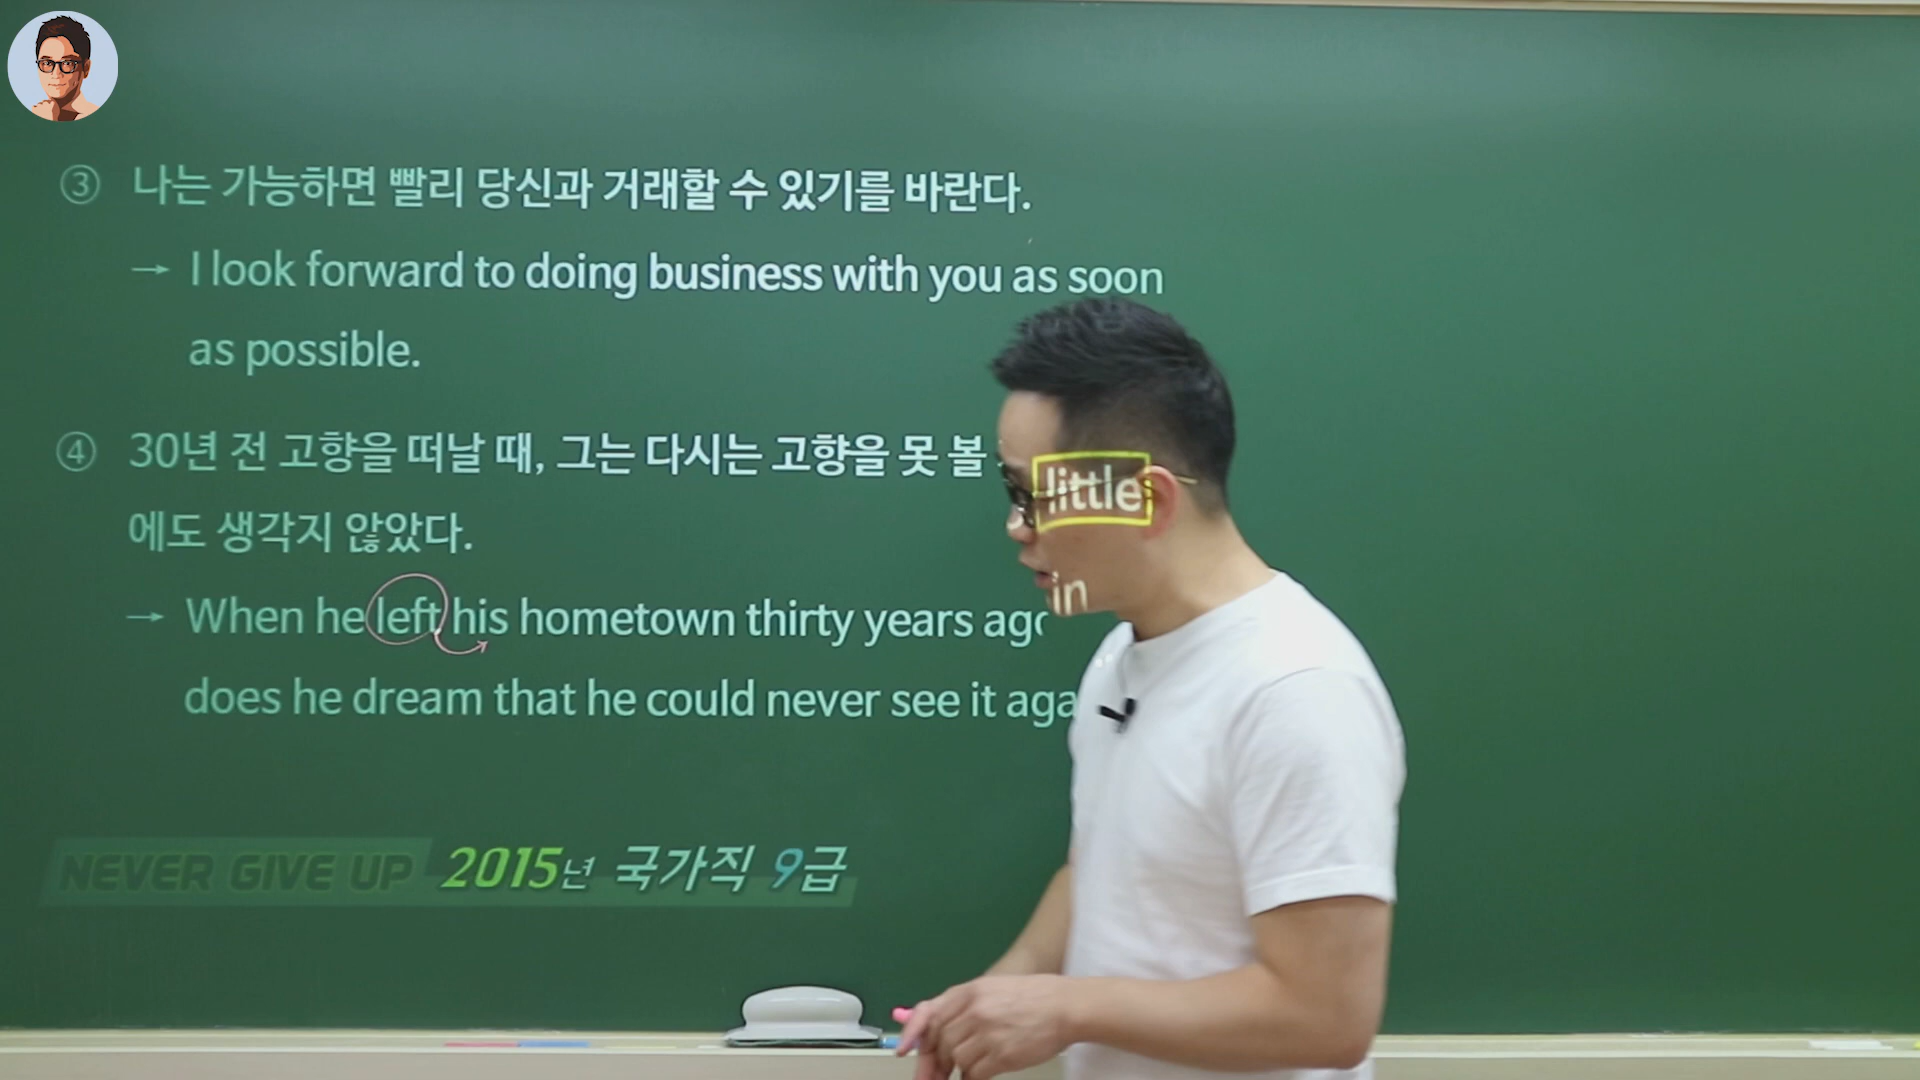 ③ 나는 가능하면 빨리 당신과 거래할 수 있기를 바란다.
→ I look forward to doing business with you as soon
as possible.
④ 30년 전 고향을 떠날 때, 그는 다시는 고향을 못 볼
에도 생각지 않았다.
→ When he left his hometown thirty years ago
little
does he dream that he could never see it aga
in
NEVER GIVE UP 2015년 국가직 9급